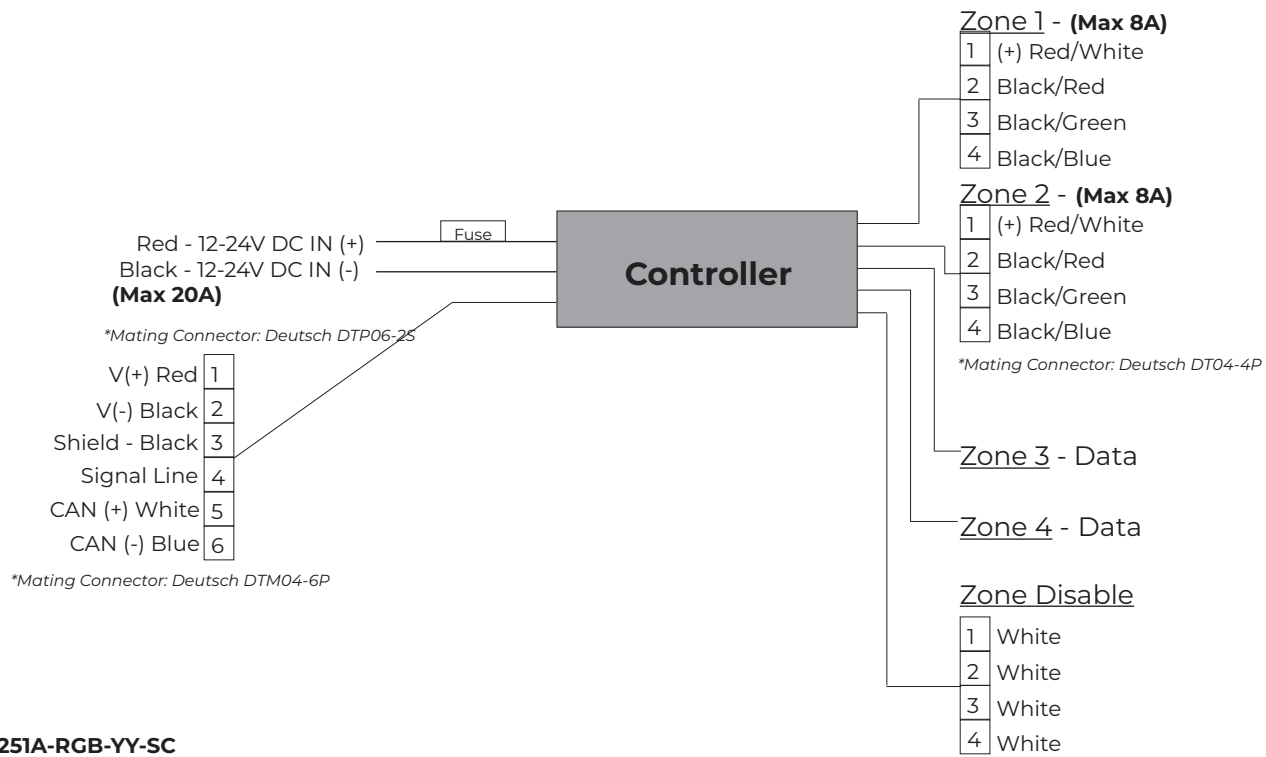 Zone 1 - (Max 8A)
1 (+) Red/White
2 Black/Red
3 Black/Green
4 Black/Blue
Zone 2 - (Max 8A)
1 (+) Red/White
2 Black/Red
3 Black/Green
4 Black/Blue
*Mating Connector: Deutsch DT04-4P
Fuse
Red - 12-24V DC IN (+)
Black - 12-24V DC IN (-)
(Max 20A)
*Mating Connector: Deutsch DTP06-2S
Controller
V(+) Red 1
V(-) Black 2
Shield - Black 3
Signal Line 4
CAN (+) White 5
CAN (-) Blue 6
*Mating Connector: Deutsch DTM04-6P
Zone 3 - Data
Zone 4 - Data
Zone Disable
1 White
2 White
3 White
4 White
251A-RGB-YY-SC